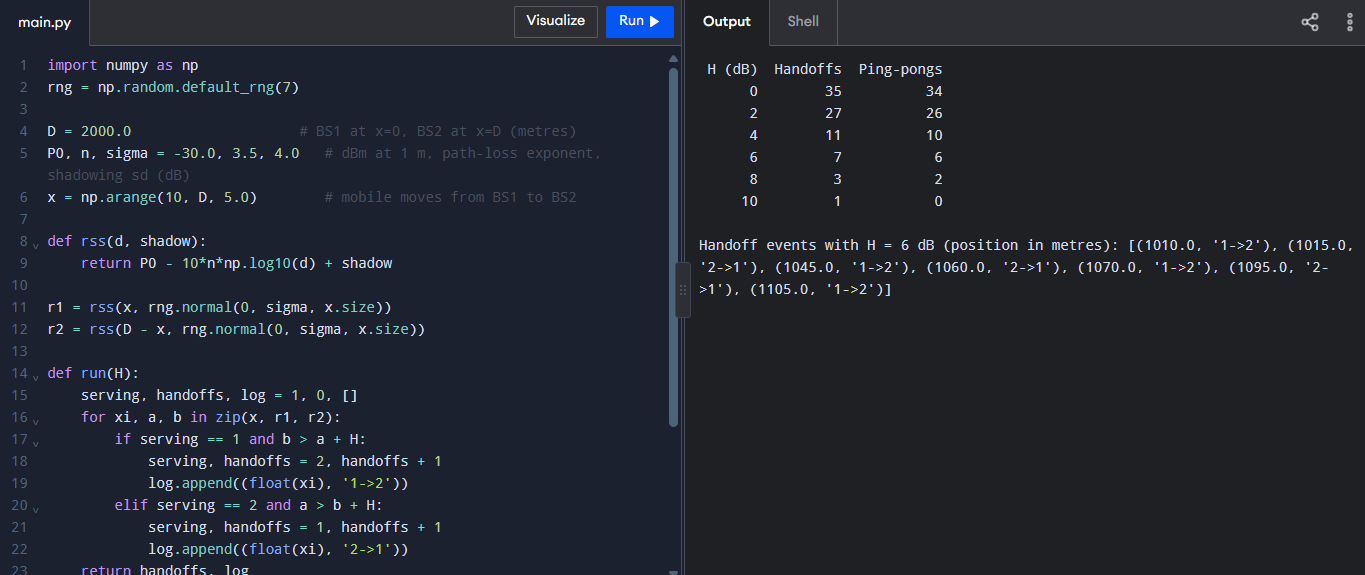 main.py
Visualize
Run
1 import numpy as np
2 rng = np.random.default_rng(7)
3
4 D = 2000.0                    # BS1 at x=0, BS2 at x=D (metres)
5 P0, n, sigma = -30.0, 3.5, 4.0   # dBm at 1 m, path-loss exponent,
shadowing sd (dB)
6 x = np.arange(10, D, 5.0)        # mobile moves from BS1 to BS2
7
8 def rss(d, shadow):
9     return P0 - 10*n*np.log10(d) + shadow
10
11 r1 = rss(x, rng.normal(0, sigma, x.size))
12 r2 = rss(D - x, rng.normal(0, sigma, x.size))
13
14 def run(H):
15     serving, handoffs, log = 1, 0, []
16     for xi, a, b in zip(x, r1, r2):
17         if serving == 1 and b > a + H:
18             serving, handoffs = 2, handoffs + 1
19             log.append((float(xi), '1->2'))
20         elif serving == 2 and a > b + H:
21             serving, handoffs = 1, handoffs + 1
22             log.append((float(xi), '2->1'))
23     return handoffs, log
Output
Shell
H (dB)  Handoffs  Ping-pongs
0        35          34
2        27          26
4        11          10
6         7           6
8         3           2
10         1           0
Handoff events with H = 6 dB (position in metres): [(1010.0, '1->2'), (1015.0,
'2->1'), (1045.0, '1->2'), (1060.0, '2->1'), (1070.0, '1->2'), (1095.0, '2-
>1'), (1105.0, '1->2')]